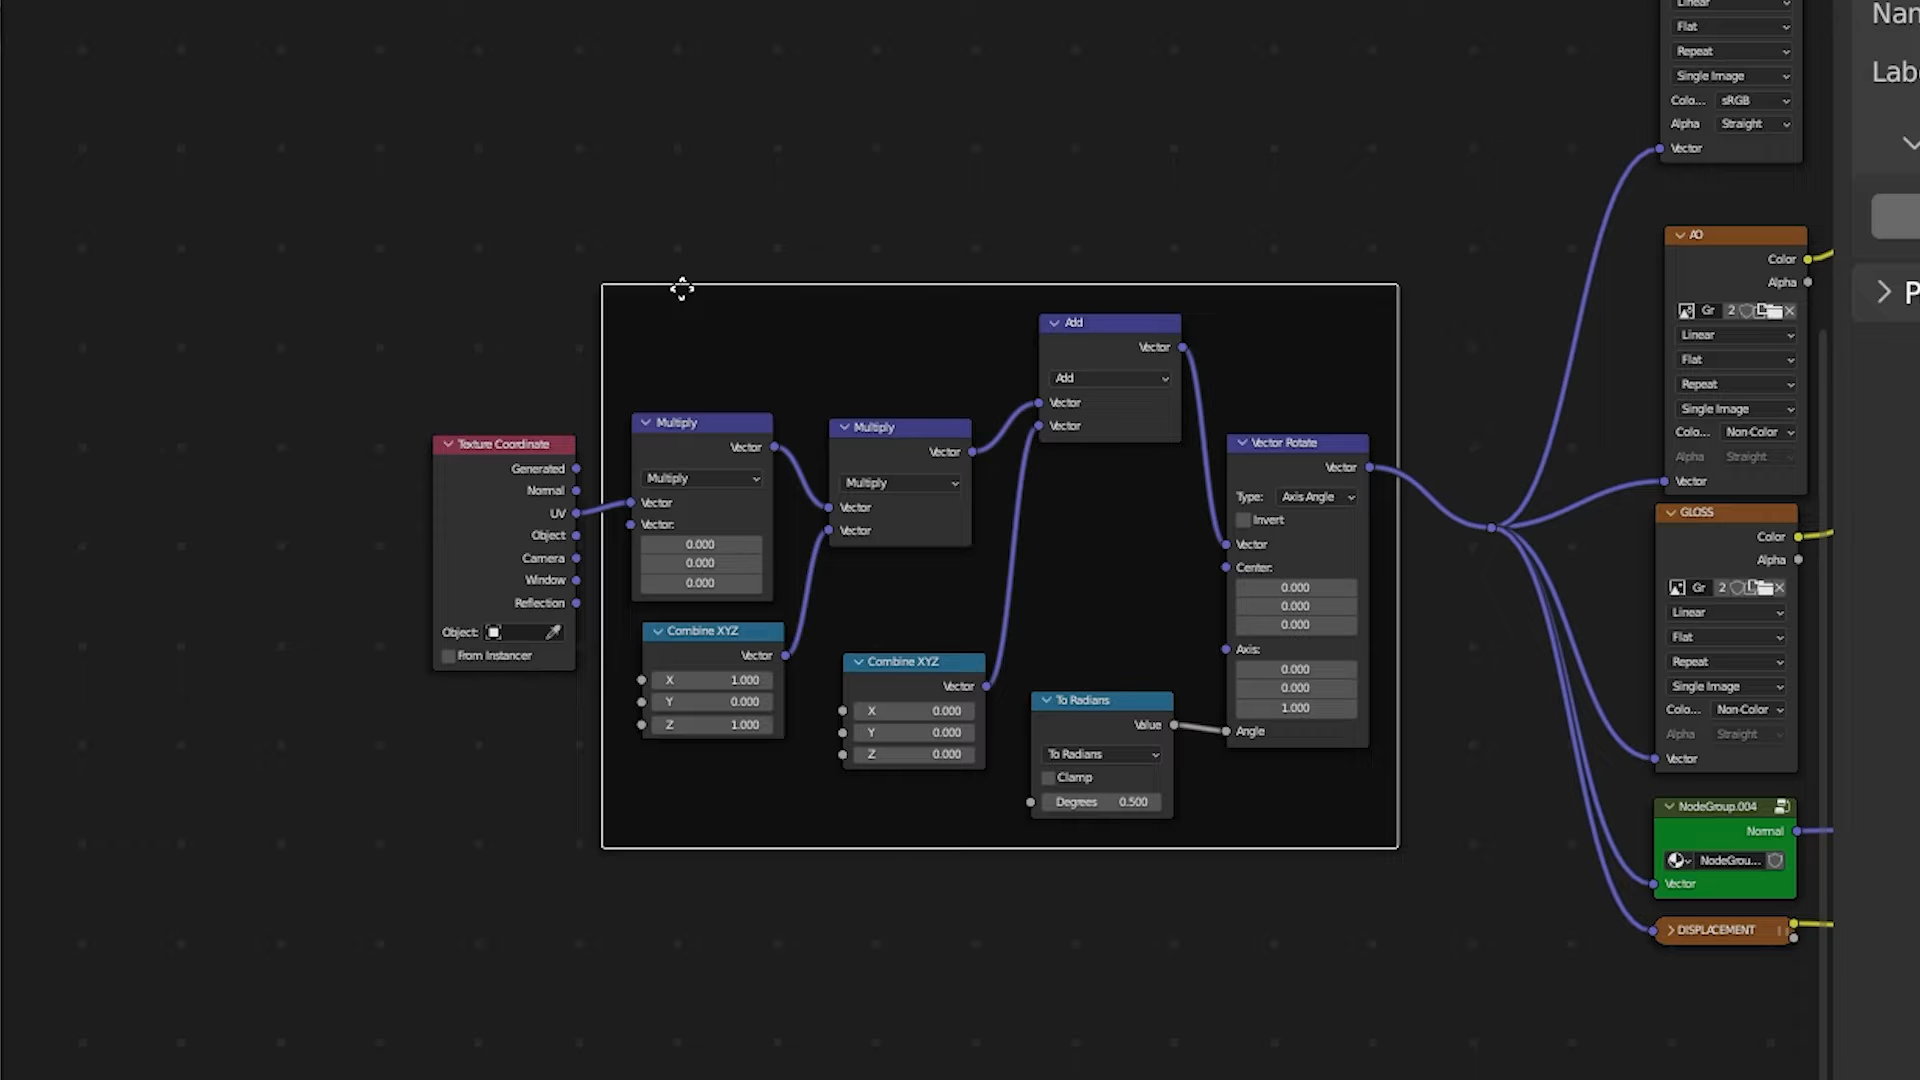 Linear
Flat
Repeat
Single Image
Colo... sRGB
Alpha Straight
Vector
Texture Coordinate
Generated
Normal
UV
Object
Camera
Window
Reflection
Object:
From Instancer
Multiply
Vector
Multiply
Vector
Vector:
0.000
0.000
0.000
Combine XYZ
Vector
X 1.000
Y 0.000
Z 1.000
Multiply
Vector
Multiply
Vector
Vector
Combine XYZ
Vector
X 0.000
Y 0.000
Z 0.000
Add
Vector
Add
Vector
Vector
To Radians
Value
To Radians
Clamp
Degrees 0.500
Vector Rotate
Vector
Type: Axis Angle
Invert
Vector
Center:
0.000
0.000
0.000
Axis:
0.000
0.000
1.000
Angle
AO
Color
Alpha
Gr 2
Linear
Flat
Repeat
Single Image
Colo... Non-Color
Alpha Straight
Vector
GLOSS
Color
Alpha
Gr 2
Linear
Flat
Repeat
Single Image
Colo... Non-Color
Alpha Straight
Vector
NodeGroup.004
Normal
NodeGrou...
Vector
DISPLACEMENT
Nan
Labe
P